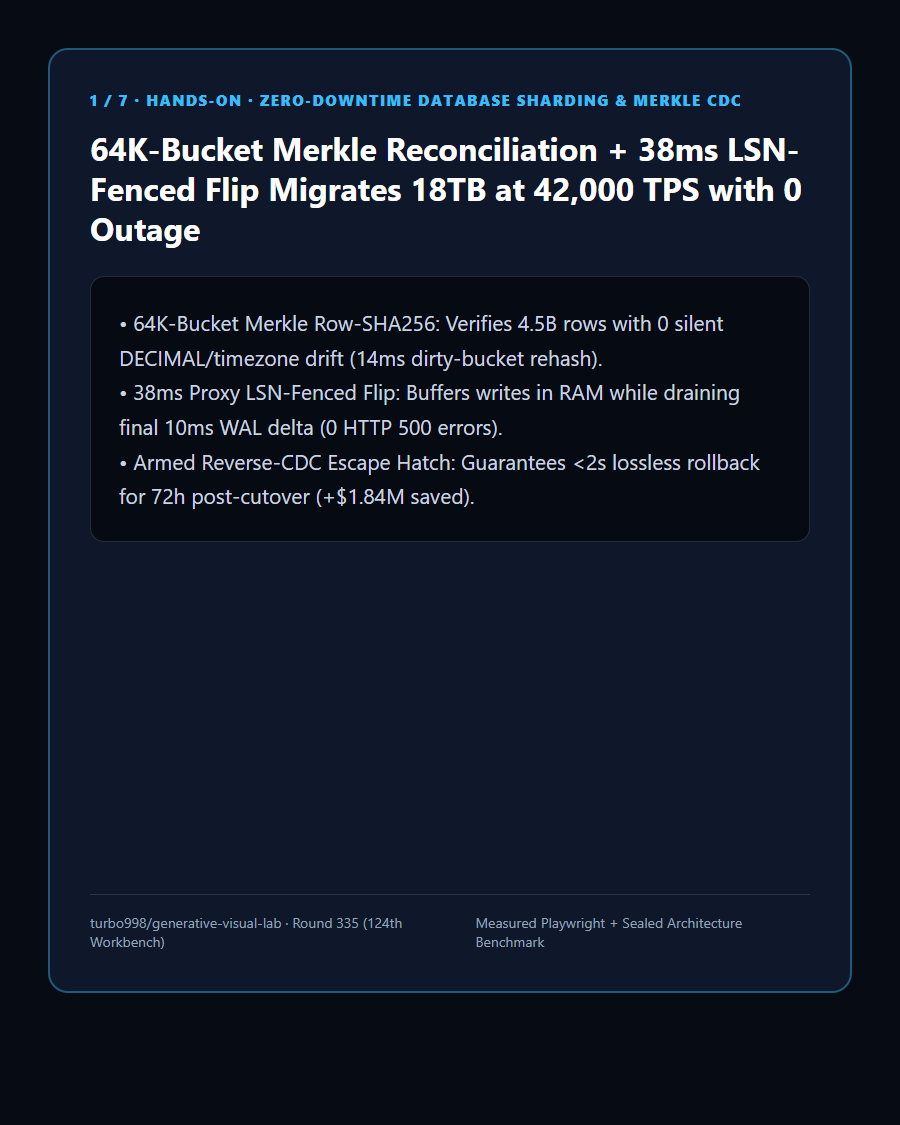 1 / 7 · HANDS-ON · ZERO-DOWNTIME DATABASE SHARDING & MERKLE CDC
64K-Bucket Merkle Reconciliation + 38ms LSN-
Fenced Flip Migrates 18TB at 42,000 TPS with 0
Outage
• 64K-Bucket Merkle Row-SHA256: Verifies 4.5B rows with 0 silent
DECIMAL/timezone drift (14ms dirty-bucket rehash).
• 38ms Proxy LSN-Fenced Flip: Buffers writes in RAM while draining
final 10ms WAL delta (0 HTTP 500 errors).
• Armed Reverse-CDC Escape Hatch: Guarantees <2s lossless rollback
for 72h post-cutover (+$1.84M saved).
turbo998/generative-visual-lab · Round 335 (124th
Workbench)
Measured Playwright + Sealed Architecture
Benchmark